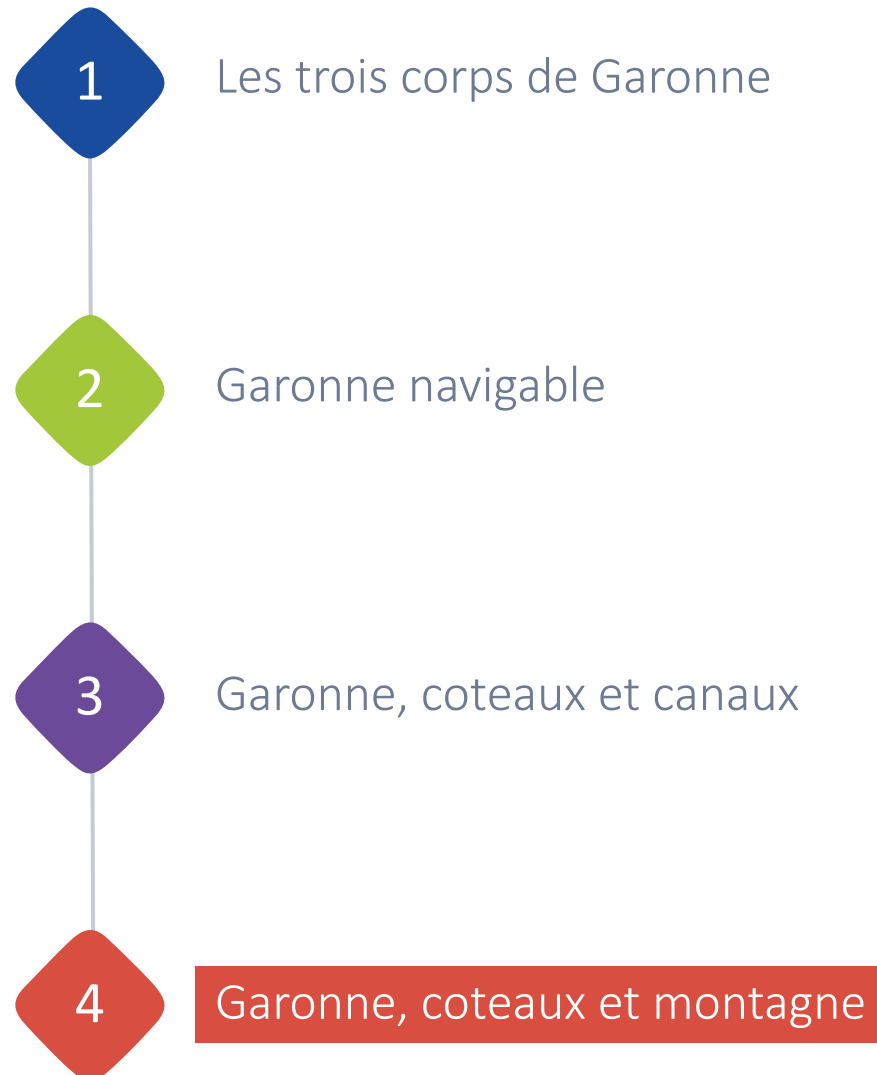 1 Les trois corps de Garonne
2 Garonne navigable
3 Garonne, coteaux et canaux
4 Garonne, coteaux et montagne